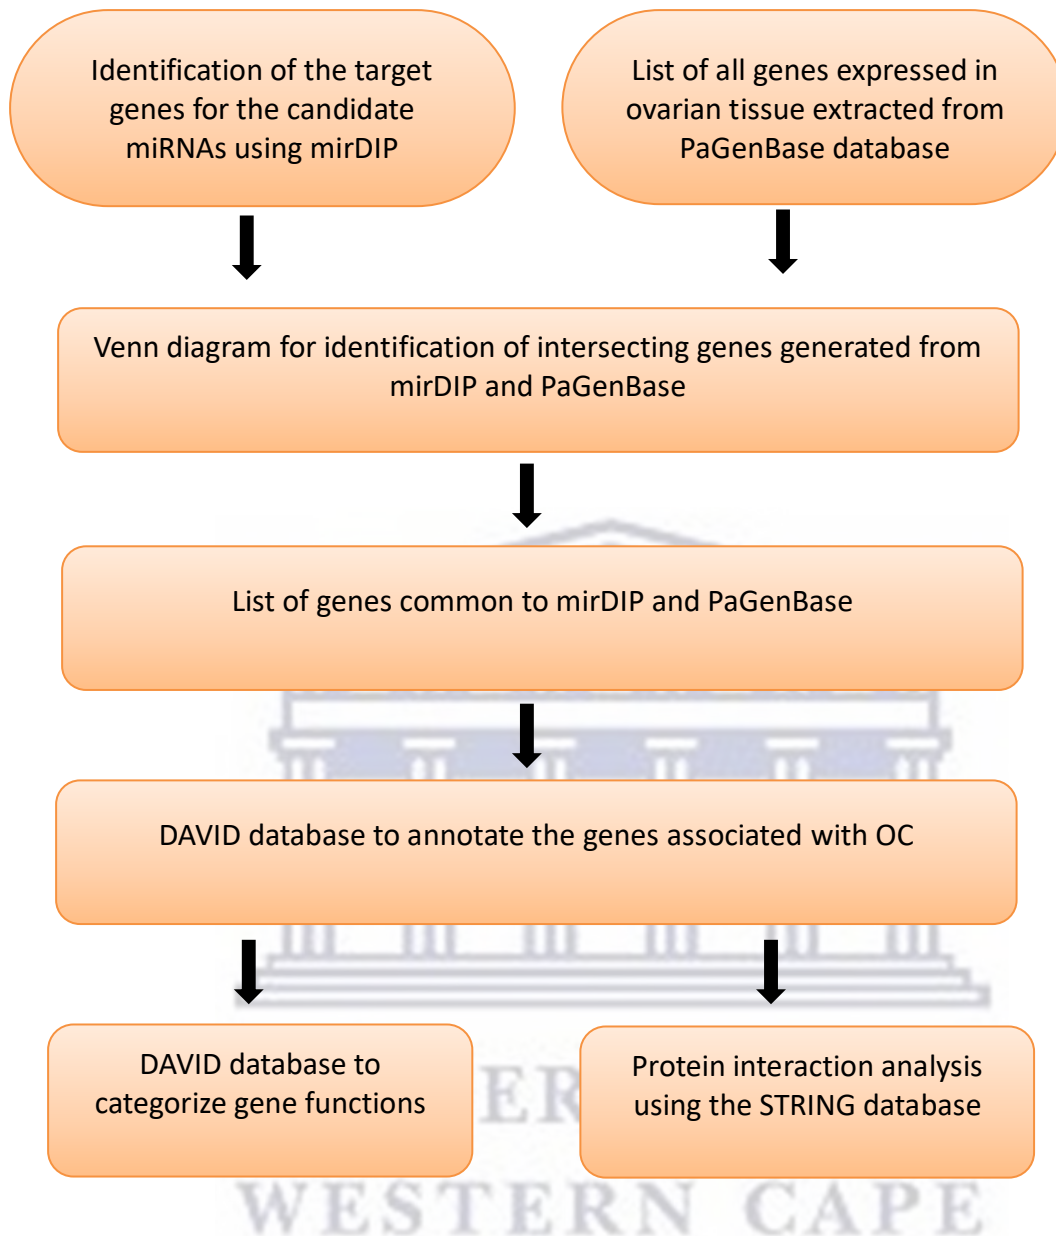 Identification of the target
genes for the candidate
miRNAs using mirDIP
List of all genes expressed in
ovarian tissue extracted from
PaGenBase database
Venn diagram for identification of intersecting genes generated from
mirDIP and PaGenBase
List of genes common to mirDIP and PaGenBase
DAVID database to annotate the genes associated with OC
DAVID database to
categorize gene functions
Protein interaction analysis
using the STRING database
WESTERN CAPE